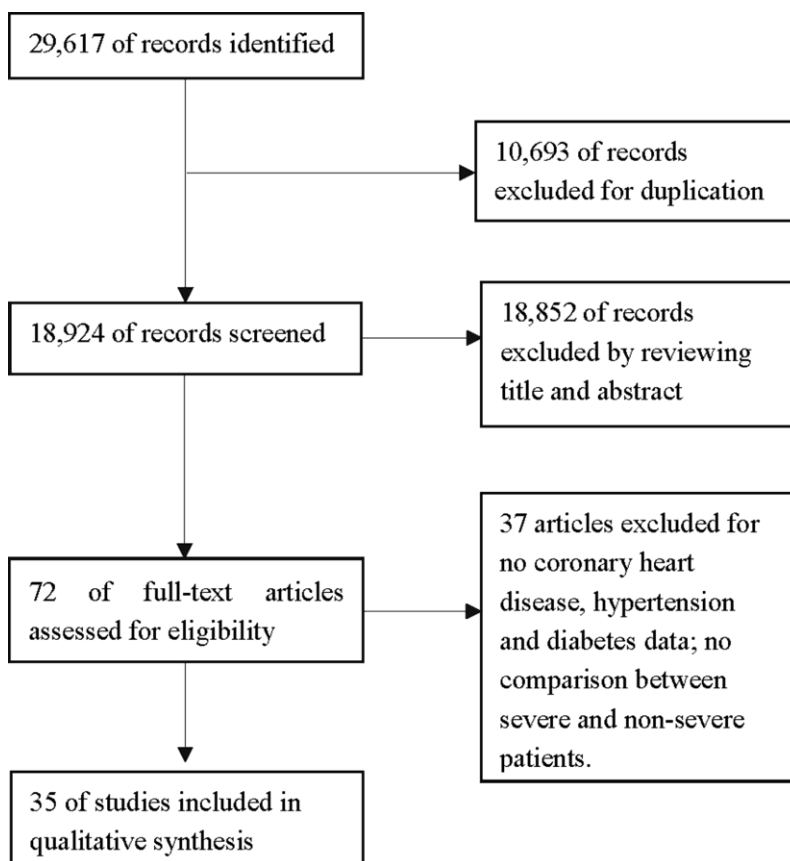 29,617 of records identified
10,693 of records
excluded for duplication
18,924 of records screened
18,852 of records
excluded by reviewing
title and abstract
72 of full-text articles
assessed for eligibility
37 articles excluded for
no coronary heart
disease, hypertension
and diabetes data; no
comparison between
severe and non-severe
patients.
35 of studies included in
qualitative synthesis